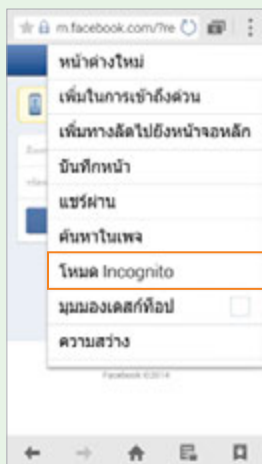 m.facebook.com/?re
หน้าต่างใหม่
เพิ่มในการเข้าถึงด่วน
เพิ่มทางลัดไปยังหน้าจอหลัก
บันทึกหน้า
แชร์ผ่าน
ค้นหาในเพจ
โหมด Incognito
มุมมองเดสก์ท็อป
ความสว่าง
Facebook ©2014